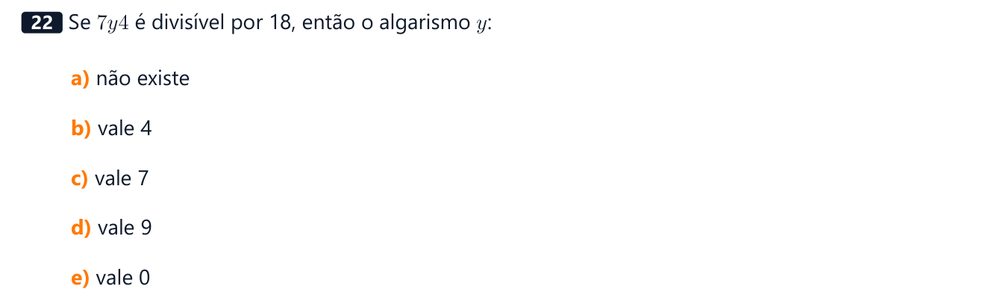 22 Se 7y4 é divisível por 18, então o algarismo y:
a) não existe
b) vale 4
c) vale 7
d) vale 9
e) vale 0